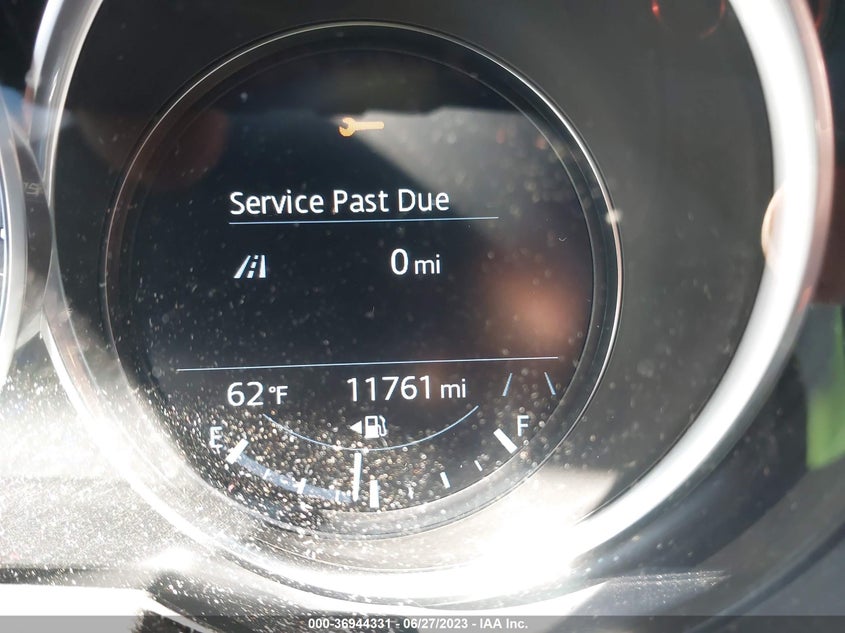 Service Past Due
0 mi
62 °F 11761 mi
E F
000-36944331 - 06/27/2023 - IAA Inc.